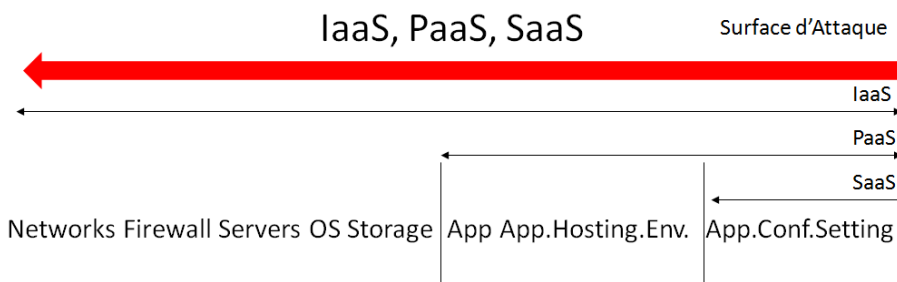 IaaS, PaaS, SaaS
Surface d’Attaque
IaaS
PaaS
SaaS
Networks Firewall Servers OS Storage
App App.Hosting.Env.
App.Conf.Setting